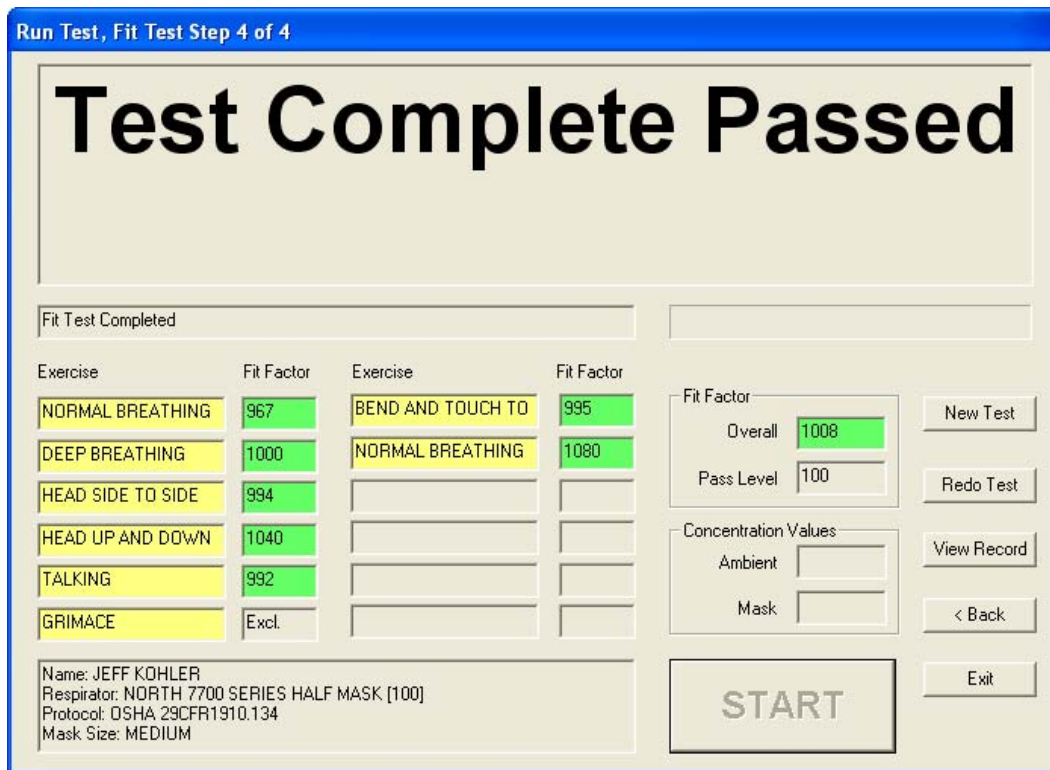 Run Test, Fit Test Step 4 of 4
Test Complete Passed
Fit Test Completed
Exercise Fit Factor Exercise Fit Factor
NORMAL BREATHING 967 BEND AND TOUCH TO 995
DEEP BREATHING 1000 NORMAL BREATHING 1080
HEAD SIDE TO SIDE 994
HEAD UP AND DOWN 1040
TALKING 992
GRIMACE Excl.
Fit Factor
Overall 1008
Pass Level 100
Concentration Values
Ambient
Mask
New Test
Redo Test
View Record
< Back
Exit
Name: JEFF KOHLER
Respirator: NORTH 7700 SERIES HALF MASK [100]
Protocol: OSHA 29CFR1910.134
Mask Size: MEDIUM
START